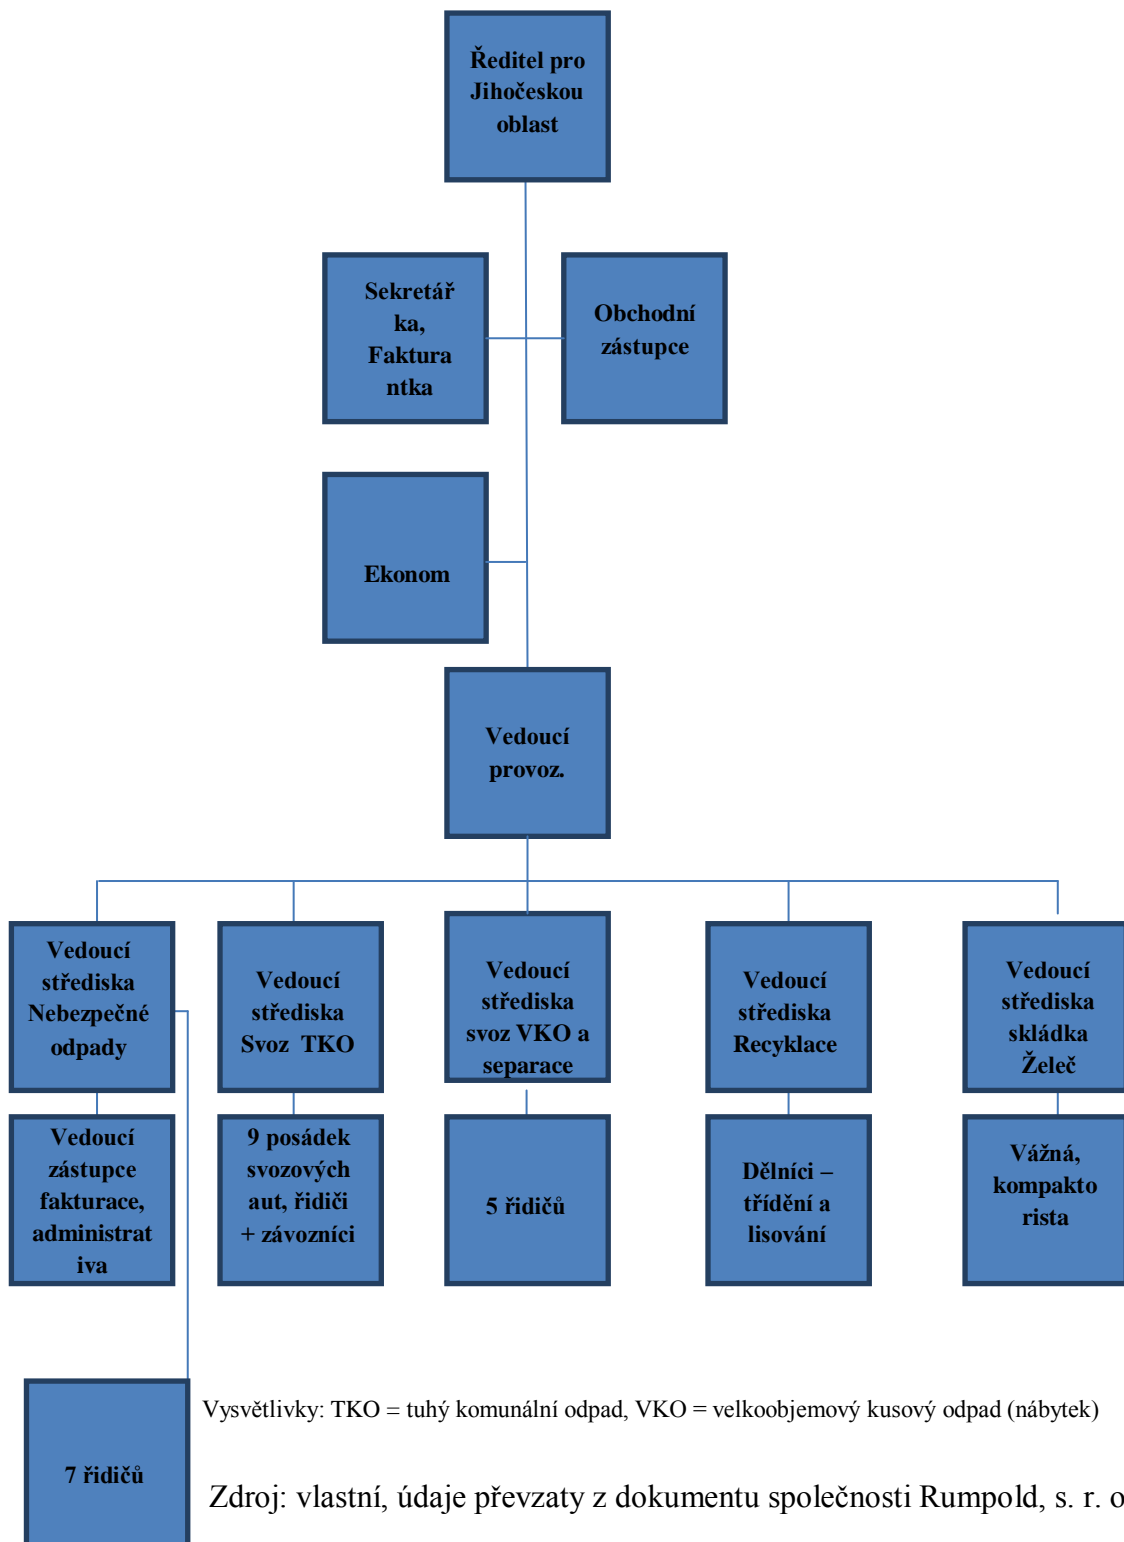 Ředitel pro
Jihočeskou
oblast
Sekretář
ka,
Faktura
ntka
Obchodní
zástupce
Ekonom
Vedoucí
provoz.
Vedoucí
střediska
Nebezpečné
odpady
Vedoucí
střediska
Svoz TKO
Vedoucí
střediska
svoz VKO a
separace
Vedoucí
střediska
Recyklace
Vedoucí
střediska
skládka
Želeč
Vedoucí
zástupce
fakturace,
administrat
iva
9 posádek
svozových
aut, řidiči
+ závozníci
5 řidičů
Dělníci –
třídění a
lisování
Vážná,
kompakto
rista
7 řidičů
Vysvětlivky: TKO = tuhý komunální odpad, VKO = velkoobjemový kusový odpad (nábytek)
Zdroj: vlastní, údaje převzaty z dokumentu společnosti Rumpold, s. r. o